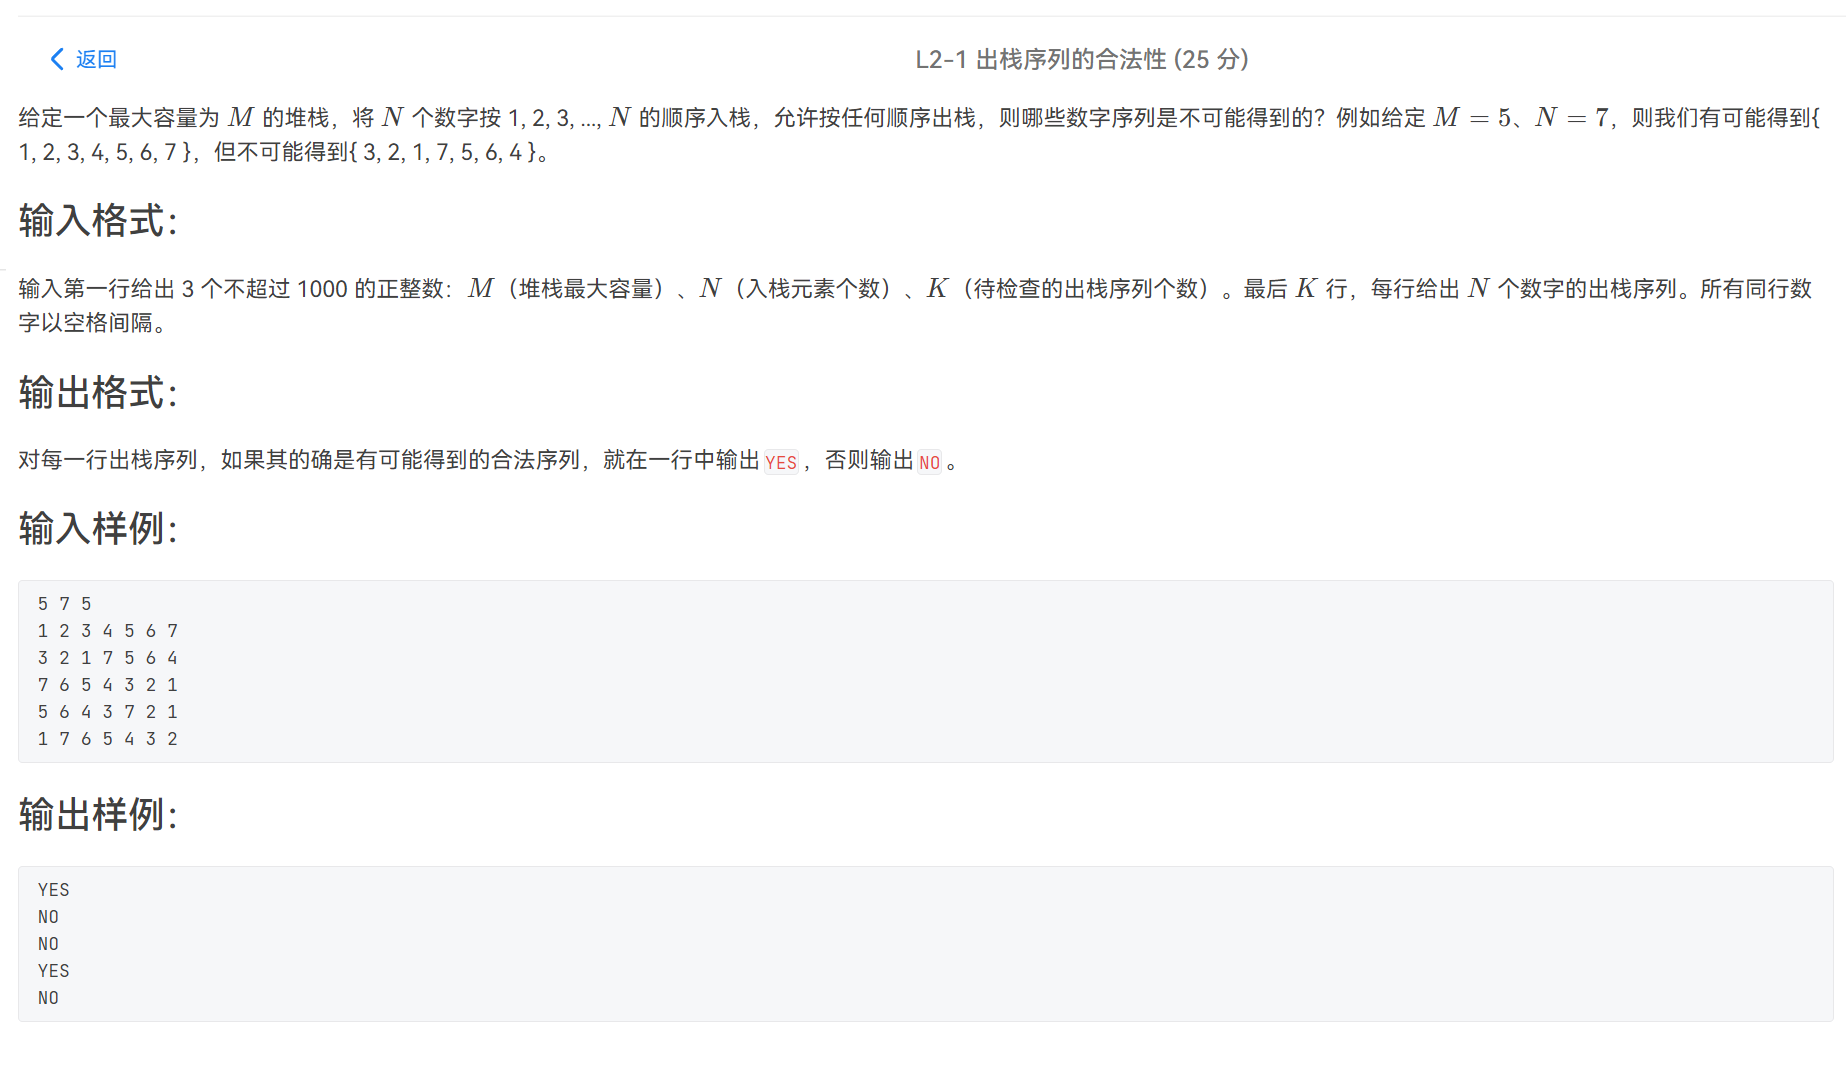 返回
L2-1 出栈序列的合法性 (25 分)
给定一个最大容量为 M 的堆栈，将 N 个数字按 1, 2, 3, ..., N 的顺序入栈，允许按任何顺序出栈，则哪些数字序列是不可能得到的？例如给定 M = 5、N = 7，则我们有可能得到{
1, 2, 3, 4, 5, 6, 7 }，但不可能得到{ 3, 2, 1, 7, 5, 6, 4 }。
输入格式：
输入第一行给出 3 个不超过 1000 的正整数：M（堆栈最大容量）、N（入栈元素个数）、K（待检查的出栈序列个数）。最后 K 行，每行给出 N 个数字的出栈序列。所有同行数
字以空格间隔。
输出格式：
对每一行出栈序列，如果其的确是有可能得到的合法序列，就在一行中输出YES，否则输出NO。
输入样例：
5 7 5
1 2 3 4 5 6 7
3 2 1 7 5 6 4
7 6 5 4 3 2 1
5 6 4 3 7 2 1
1 7 6 5 4 3 2
输出样例：
YES
NO
NO
YES
NO